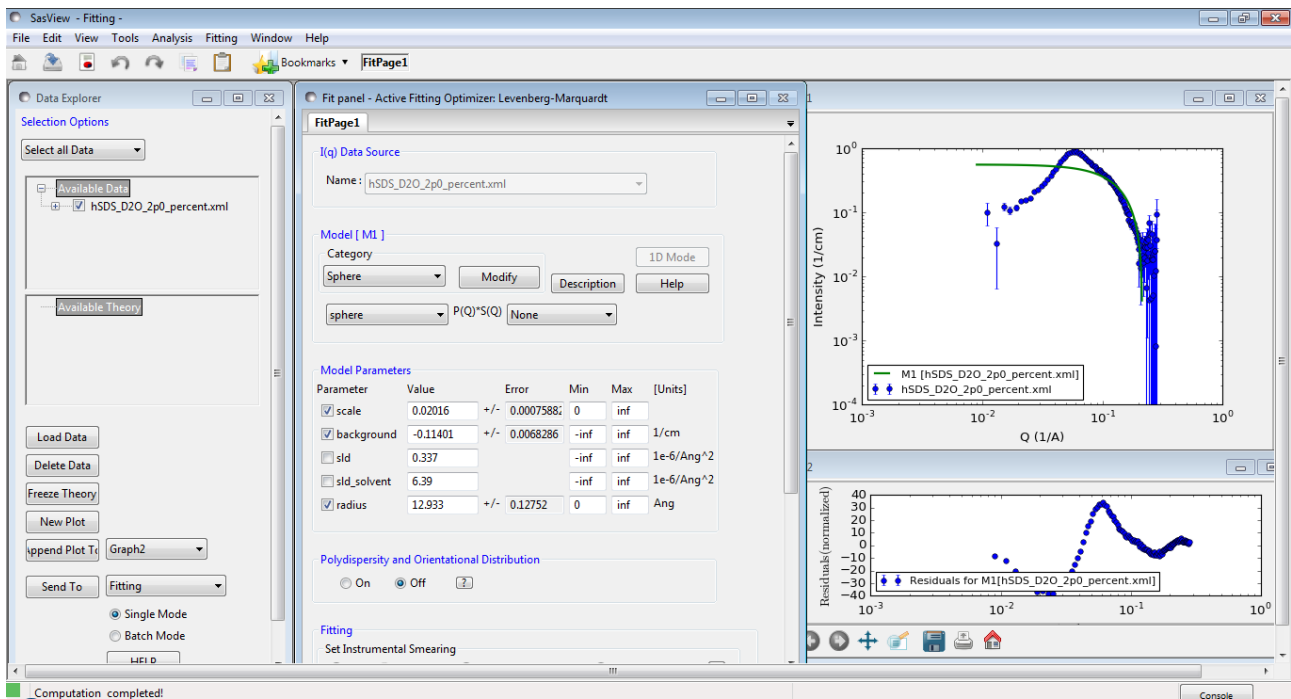 SasView - Fitting -
File Edit View Tools Analysis Fitting Window Help
Bookmarks FitPage1
Data Explorer
Selection Options
Select all Data
Available Data
hSDS_D2O_2p0_percent.xml
Available Theory
Load Data
Delete Data
Freeze Theory
New Plot
Append Plot To Graph2
Send To Fitting
Single Mode
Batch Mode
HELP
Fit panel - Active Fitting Optimizer: Levenberg-Marquardt
FitPage1
I(q) Data Source
Name : hSDS_D2O_2p0_percent.xml
Model [ M1 ]
Category
1D Mode
Sphere Modify Description Help
sphere P(Q)*S(Q) None
Model Parameters
Parameter Value Error Min Max [Units]
scale 0.02016 +/- 0.00075882 0 inf
background -0.11401 +/- 0.0068286 -inf inf 1/cm
sld 0.337 -inf inf 1e-6/Ang^2
sld_solvent 6.39 -inf inf 1e-6/Ang^2
radius 12.933 +/- 0.12752 0 inf Ang
Polydispersity and Orientational Distribution
On Off ?
Fitting
Set Instrumental Smearing
1
Intensity (1/cm)
10^0
10^-1
10^-2
10^-3
10^-4
M1 [hSDS_D2O_2p0_percent.xml]
hSDS_D2O_2p0_percent.xml
10^-3 10^-2 10^-1 10^0
Q (1/A)
2
Residuals(normalized)
40
30
20
10
0
−10
−20
−30
−40
Residuals for M1[hSDS_D2O_2p0_percent.xml]
10^-3 10^-2 10^-1 10^0
Computation completed!
Console